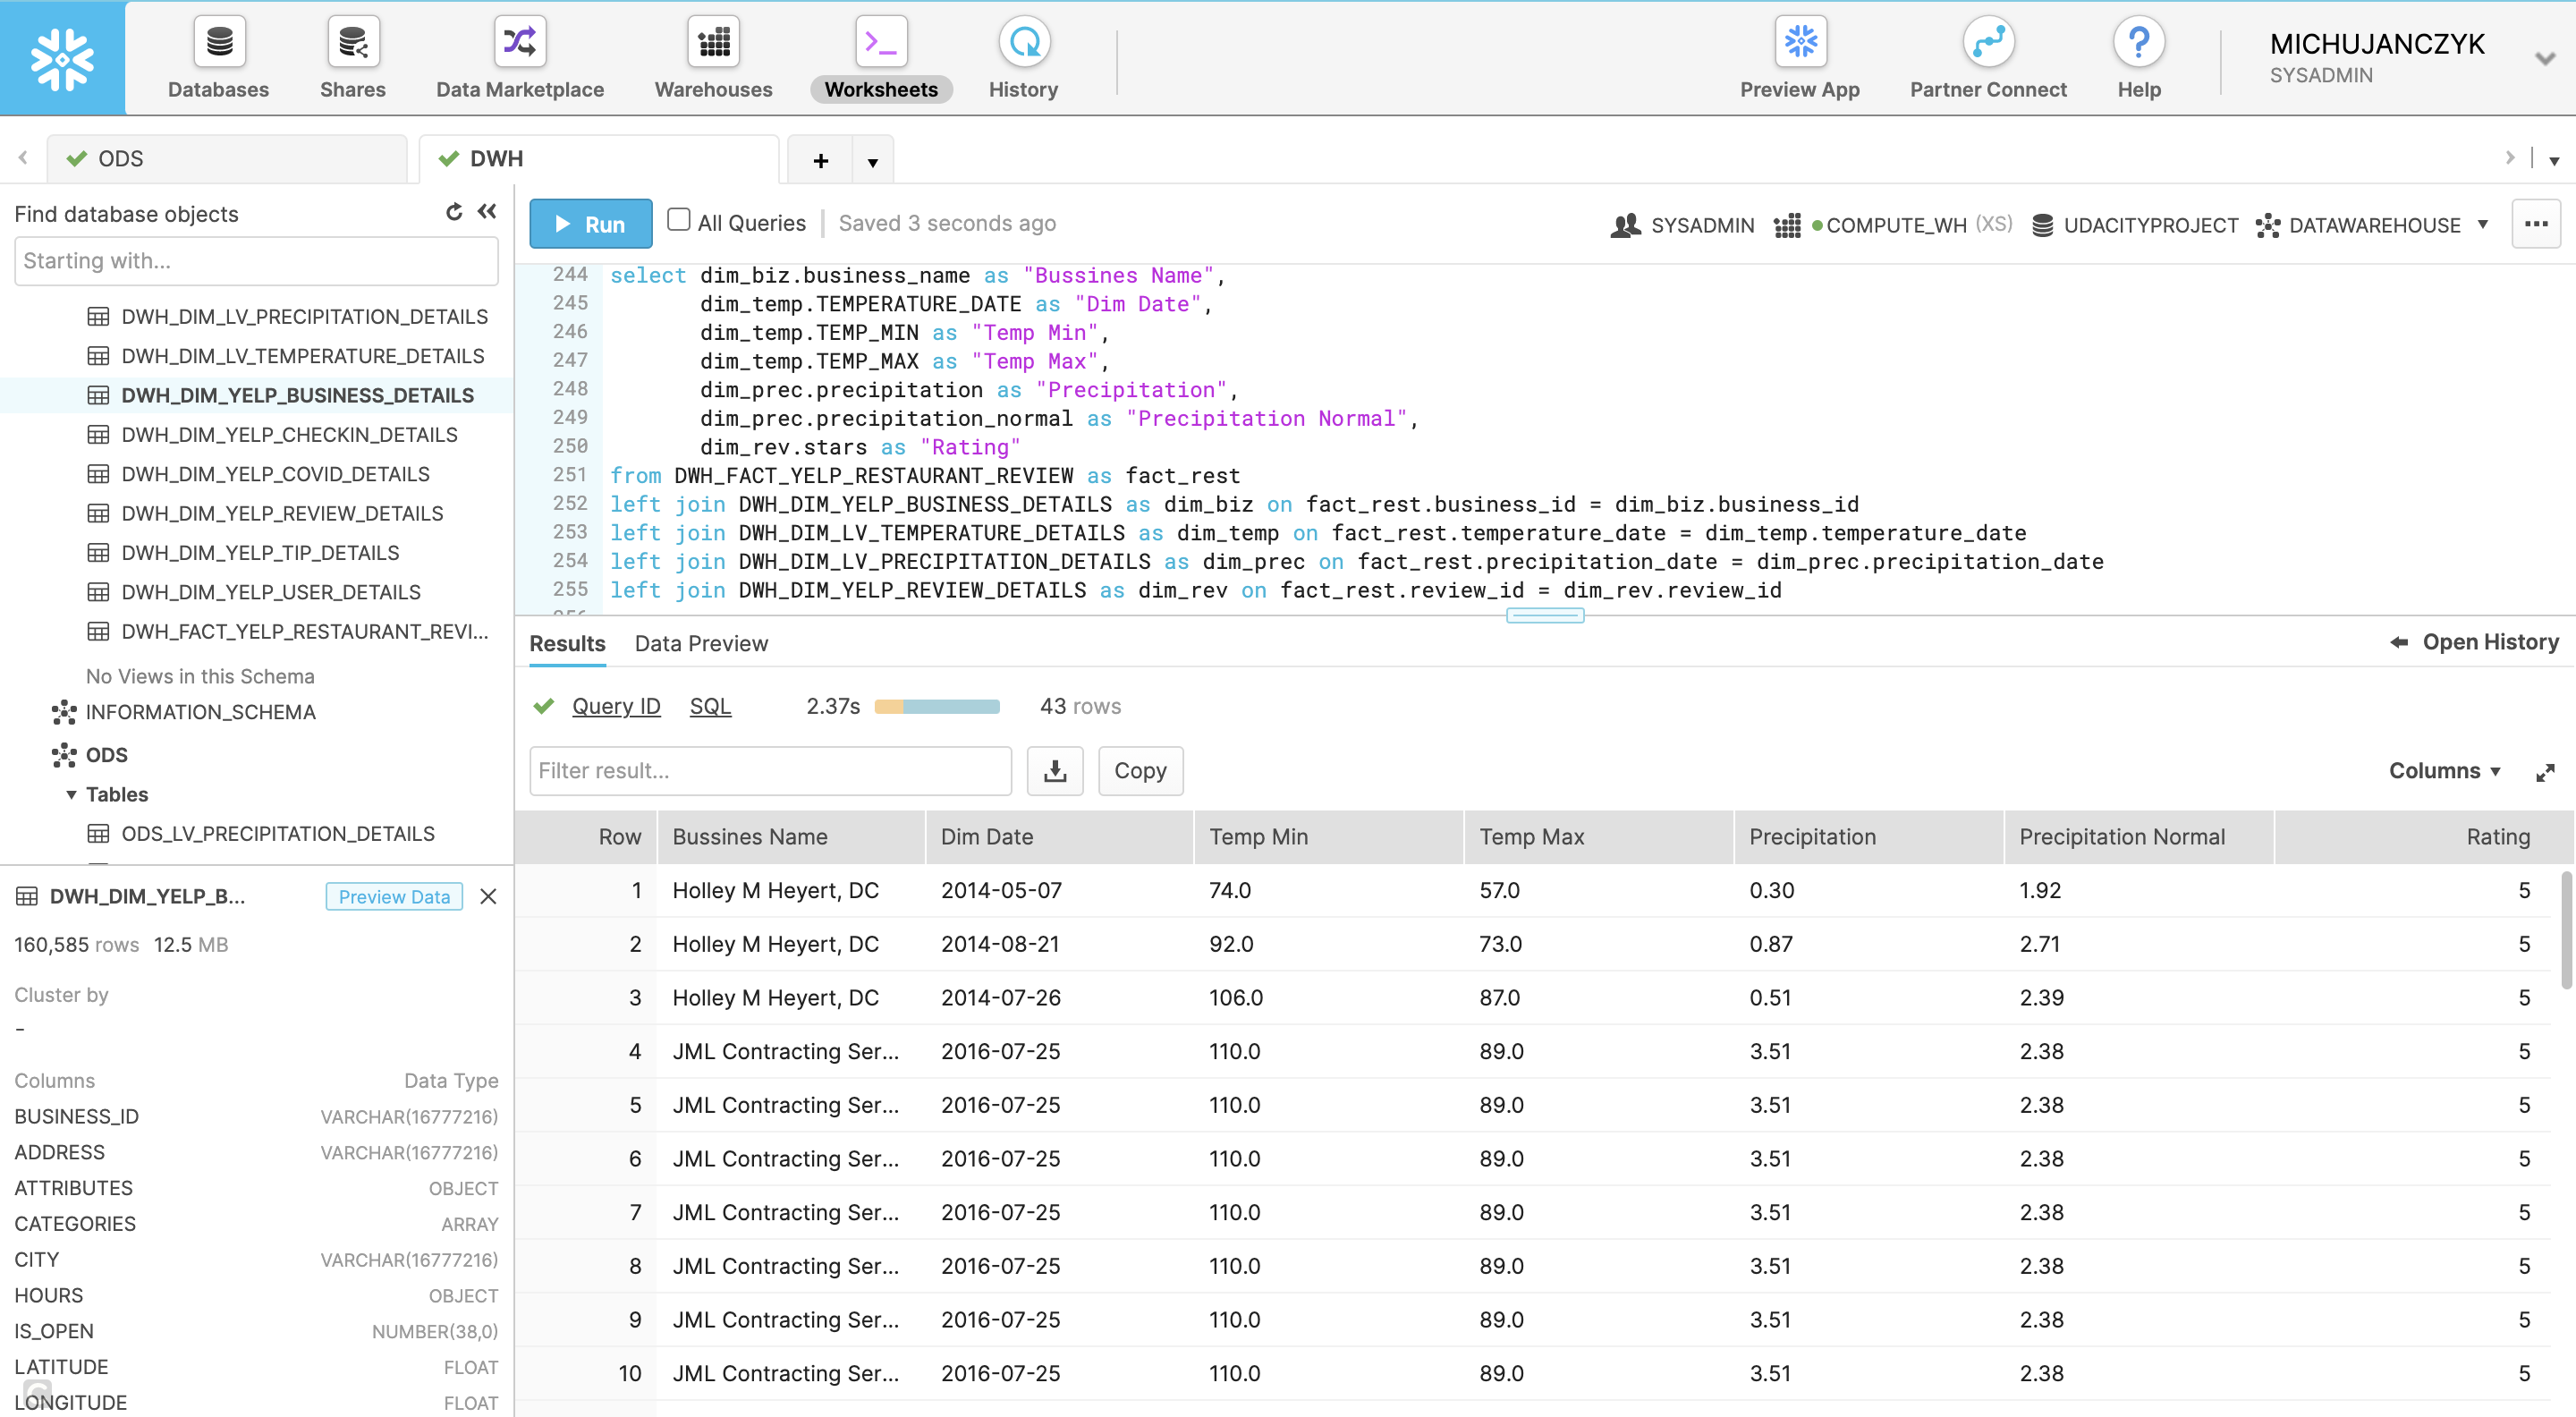 Databases
Shares
Data Marketplace
Warehouses
Worksheets
History
Preview App
Partner Connect
Help
MICHUJANCZYK
SYSADMIN
ODS
DWH
Find database objects
Starting with...
DWH_DIM_LV_PRECIPITATION_DETAILS
DWH_DIM_LV_TEMPERATURE_DETAILS
DWH_DIM_YELP_BUSINESS_DETAILS
DWH_DIM_YELP_CHECKIN_DETAILS
DWH_DIM_YELP_COVID_DETAILS
DWH_DIM_YELP_REVIEW_DETAILS
DWH_DIM_YELP_TIP_DETAILS
DWH_DIM_YELP_USER_DETAILS
DWH_FACT_YELP_RESTAURANT_REVI...
No Views in this Schema
INFORMATION_SCHEMA
ODS
Tables
ODS_LV_PRECIPITATION_DETAILS
DWH_DIM_YELP_B... Preview Data
160,585 rows 12.5 MB
Cluster by
-
Columns Data Type
BUSINESS_ID VARCHAR(16777216)
ADDRESS VARCHAR(16777216)
ATTRIBUTES OBJECT
CATEGORIES ARRAY
CITY VARCHAR(16777216)
HOURS OBJECT
IS_OPEN NUMBER(38,0)
LATITUDE FLOAT
LONGITUDE FLOAT
Run All Queries Saved 3 seconds ago SYSADMIN COMPUTE_WH (XS) UDACITYPROJECT DATAWAREHOUSE ...
244 select dim_biz.business_name as "Bussines Name",
245 dim_temp.TEMPERATURE_DATE as "Dim Date",
246 dim_temp.TEMP_MIN as "Temp Min",
247 dim_temp.TEMP_MAX as "Temp Max",
248 dim_prec.precipitation as "Precipitation",
249 dim_prec.precipitation_normal as "Precipitation Normal",
250 dim_rev.stars as "Rating"
251 from DWH_FACT_YELP_RESTAURANT_REVIEW as fact_rest
252 left join DWH_DIM_YELP_BUSINESS_DETAILS as dim_biz on fact_rest.business_id = dim_biz.business_id
253 left join DWH_DIM_LV_TEMPERATURE_DETAILS as dim_temp on fact_rest.temperature_date = dim_temp.temperature_date
254 left join DWH_DIM_LV_PRECIPITATION_DETAILS as dim_prec on fact_rest.precipitation_date = dim_prec.precipitation_date
255 left join DWH_DIM_YELP_REVIEW_DETAILS as dim_rev on fact_rest.review_id = dim_rev.review_id
Results Data Preview Open History
Query ID SQL 2.37s 43 rows
Filter result... Copy Columns
Row Bussines Name Dim Date Temp Min Temp Max Precipitation Precipitation Normal Rating
1 Holley M Heyert, DC 2014-05-07 74.0 57.0 0.30 1.92 5
2 Holley M Heyert, DC 2014-08-21 92.0 73.0 0.87 2.71 5
3 Holley M Heyert, DC 2014-07-26 106.0 87.0 0.51 2.39 5
4 JML Contracting Ser... 2016-07-25 110.0 89.0 3.51 2.38 5
5 JML Contracting Ser... 2016-07-25 110.0 89.0 3.51 2.38 5
6 JML Contracting Ser... 2016-07-25 110.0 89.0 3.51 2.38 5
7 JML Contracting Ser... 2016-07-25 110.0 89.0 3.51 2.38 5
8 JML Contracting Ser... 2016-07-25 110.0 89.0 3.51 2.38 5
9 JML Contracting Ser... 2016-07-25 110.0 89.0 3.51 2.38 5
10 JML Contracting Ser... 2016-07-25 110.0 89.0 3.51 2.38 5